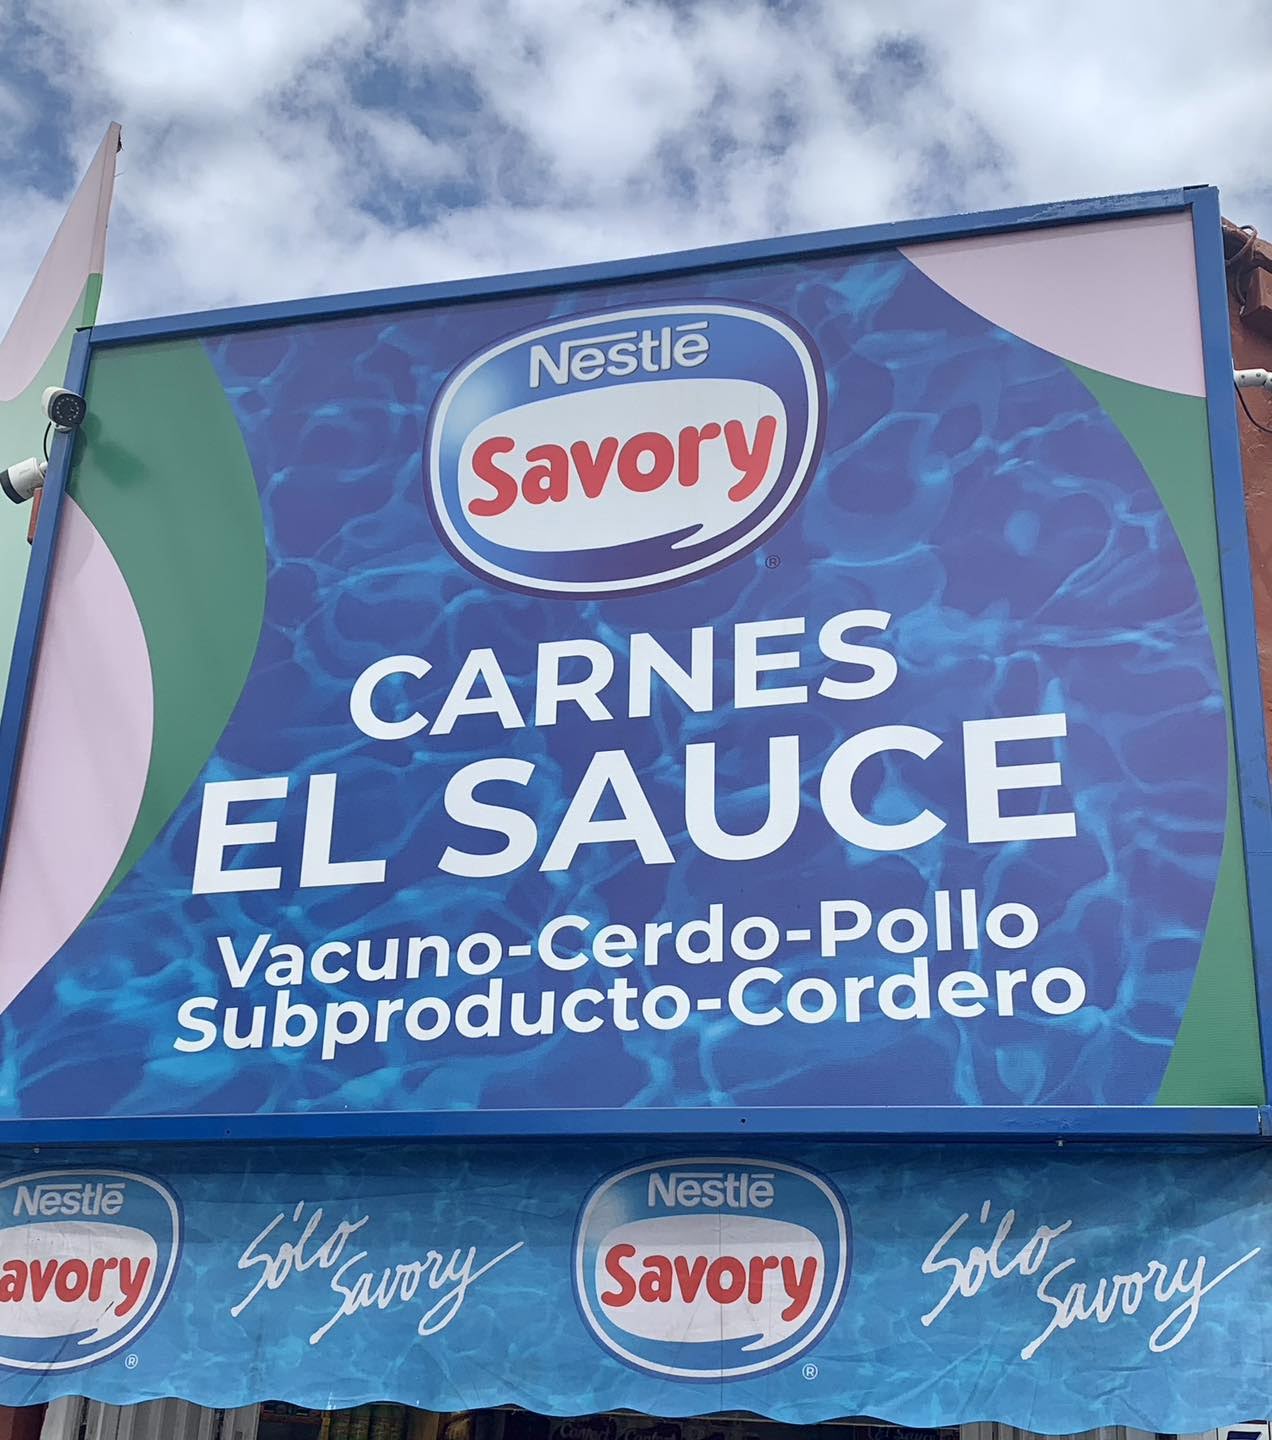 Nestlé
Savory
®
CARNES
EL SAUCE
Vacuno-Cerdo-Pollo
Subproducto-Cordero
Nestlé
avory
®
Sólo
Savory
Nestlé
Savory
®
Sólo
Savory